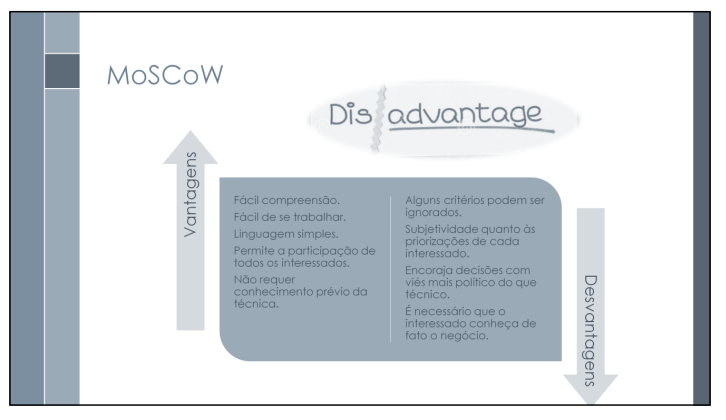 MoSCoW
Dis advantage
Vantagens
Fácil compreensão.
Fácil de se trabalhar.
Linguagem simples.
Permite a participação de
todos os interessados.
Não requer
conhecimento prévio da
técnica.
Alguns critérios podem ser
ignorados.
Subjetividade quanto às
priorizações de cada
interessado.
Encoraja decisões com
viés mais político do que
técnico.
É necessário que o
interessado conheça de
fato o negócio.
Desvantagens